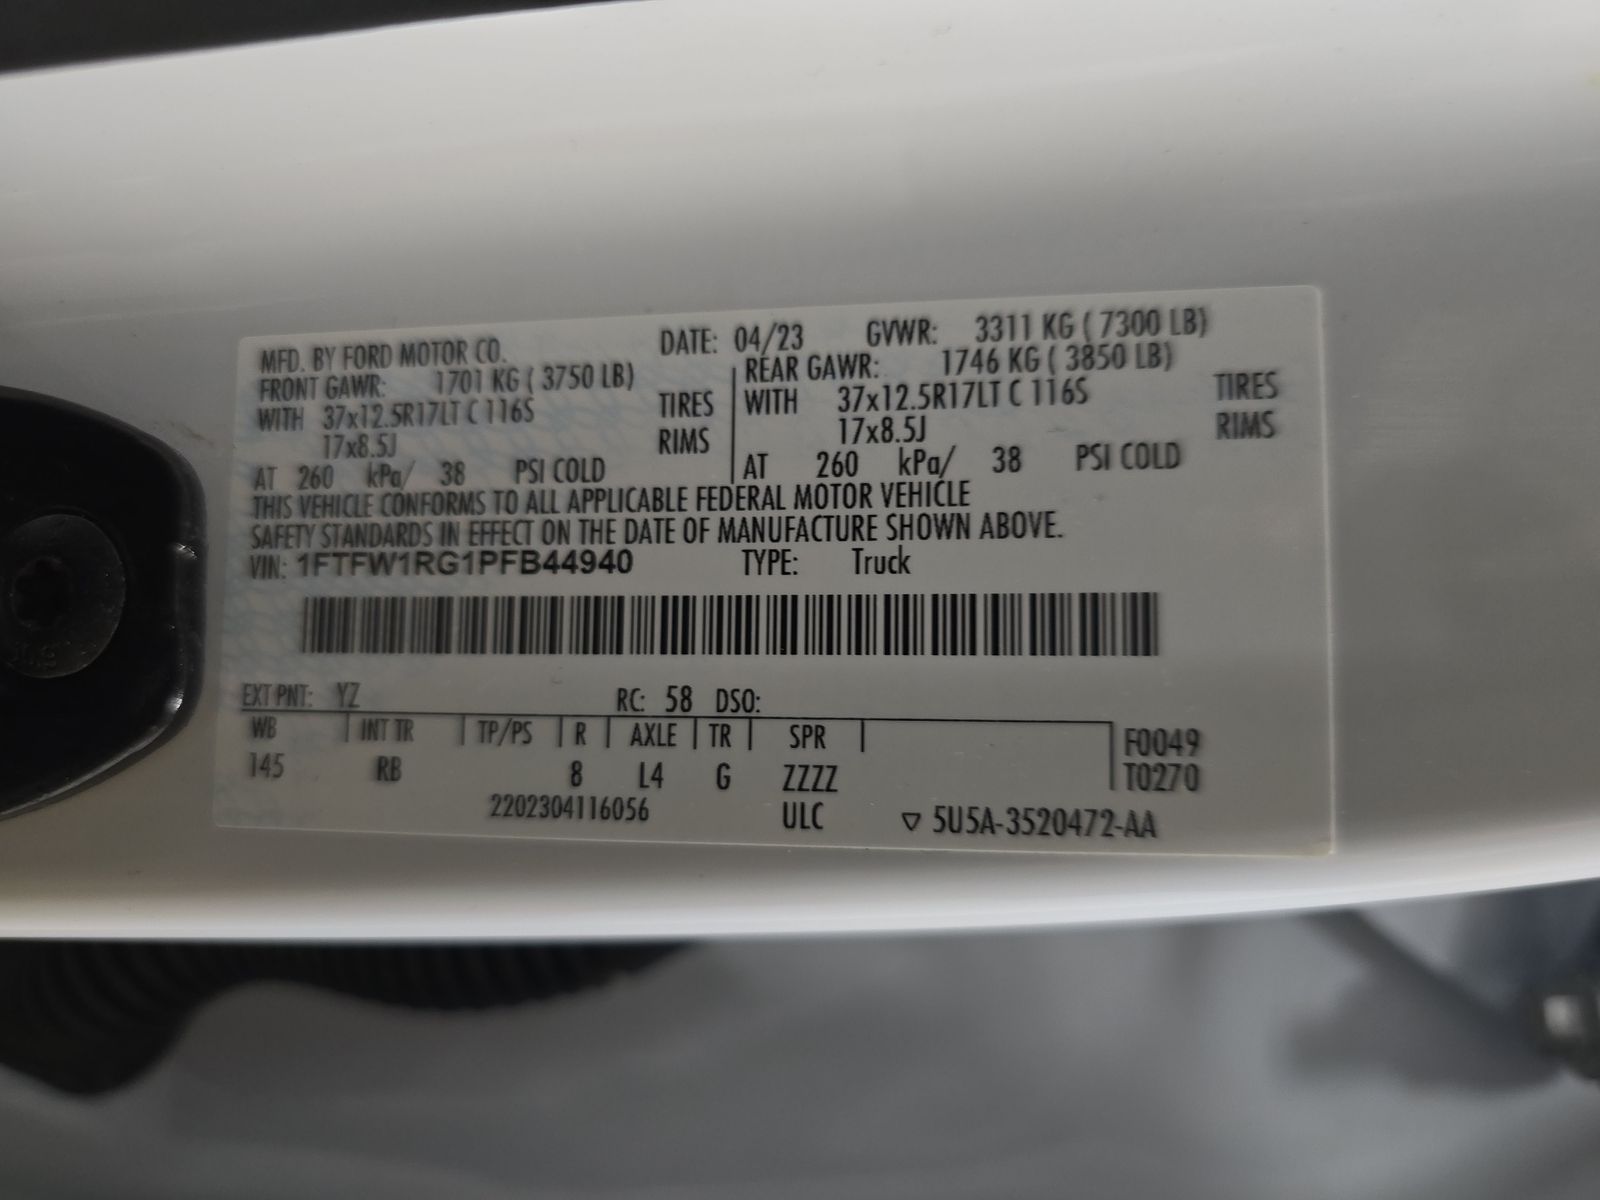 MFD. BY FORD MOTOR CO. DATE: 04/23 GVWR: 3311 KG ( 7300 LB)
FRONT GAWR: 1701 KG ( 3750 LB) REAR GAWR: 1746 KG ( 3850 LB)
WITH 37x12.5R17LT C 116S TIRES WITH 37x12.5R17LT C 116S TIRES
17x8.5J RIMS 17x8.5J RIMS
AT 260 kPa/ 38 PSI COLD AT 260 kPa/ 38 PSI COLD
THIS VEHICLE CONFORMS TO ALL APPLICABLE FEDERAL MOTOR VEHICLE
SAFETY STANDARDS IN EFFECT ON THE DATE OF MANUFACTURE SHOWN ABOVE.
VIN: 1FTFW1RG1PFB44940 TYPE: Truck
EXT PNT: YZ RC: 58 DSO:
WB INT TR TP/PS R AXLE TR SPR F0049
145 RB 8 L4 G ZZZZ T0270
2202304116056 ULC ▽ 5U5A-3520472-AA